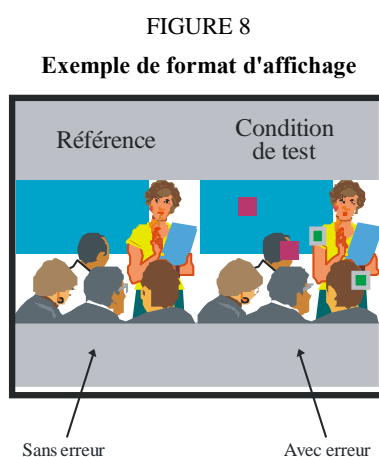 FIGURE 8
Exemple de format d'affichage
Référence
Condition
de test
Sans erreur
Avec erreur